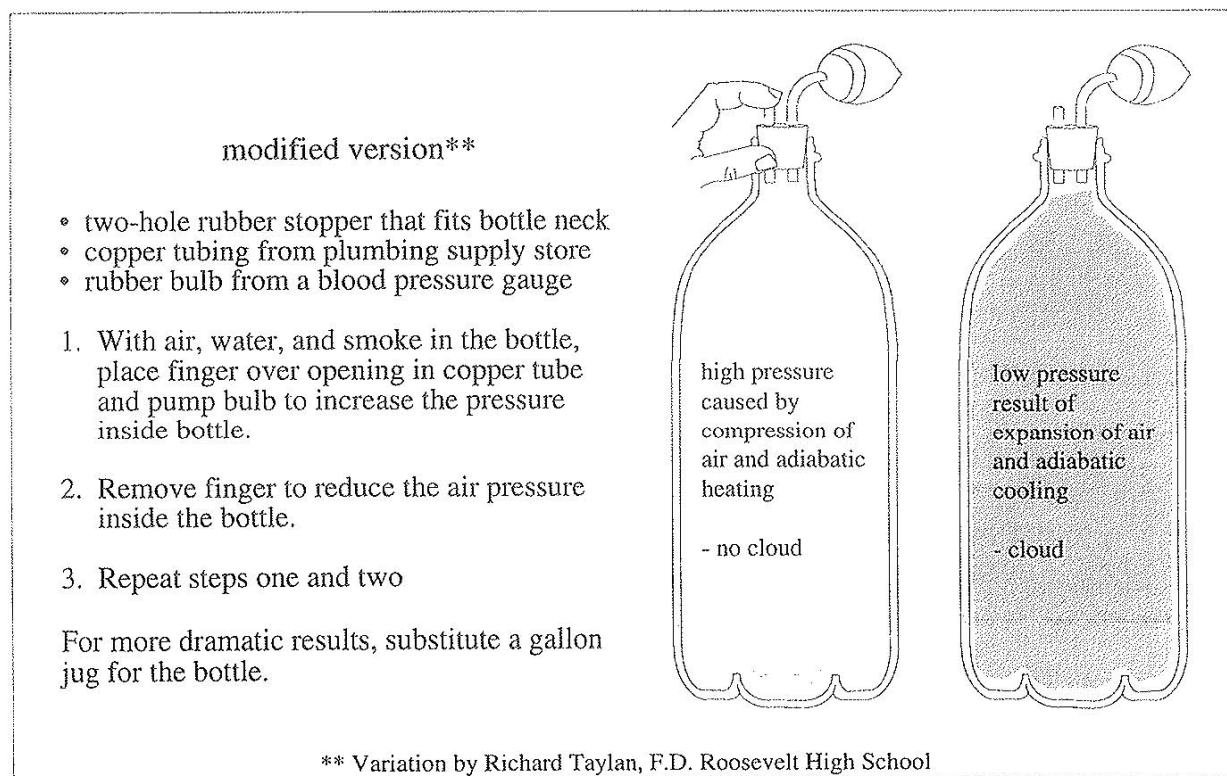 modified version**
• two-hole rubber stopper that fits bottle neck
• copper tubing from plumbing supply store
• rubber bulb from a blood pressure gauge
1. With air, water, and smoke in the bottle,
place finger over opening in copper tube
and pump bulb to increase the pressure
inside bottle.
2. Remove finger to reduce the air pressure
inside the bottle.
3. Repeat steps one and two
For more dramatic results, substitute a gallon
jug for the bottle.
high pressure
caused by
compression of
air and adiabatic
heating
- no cloud
low pressure
result of
expansion of air
and adiabatic
cooling
- cloud
** Variation by Richard Taylan, F.D. Roosevelt High School